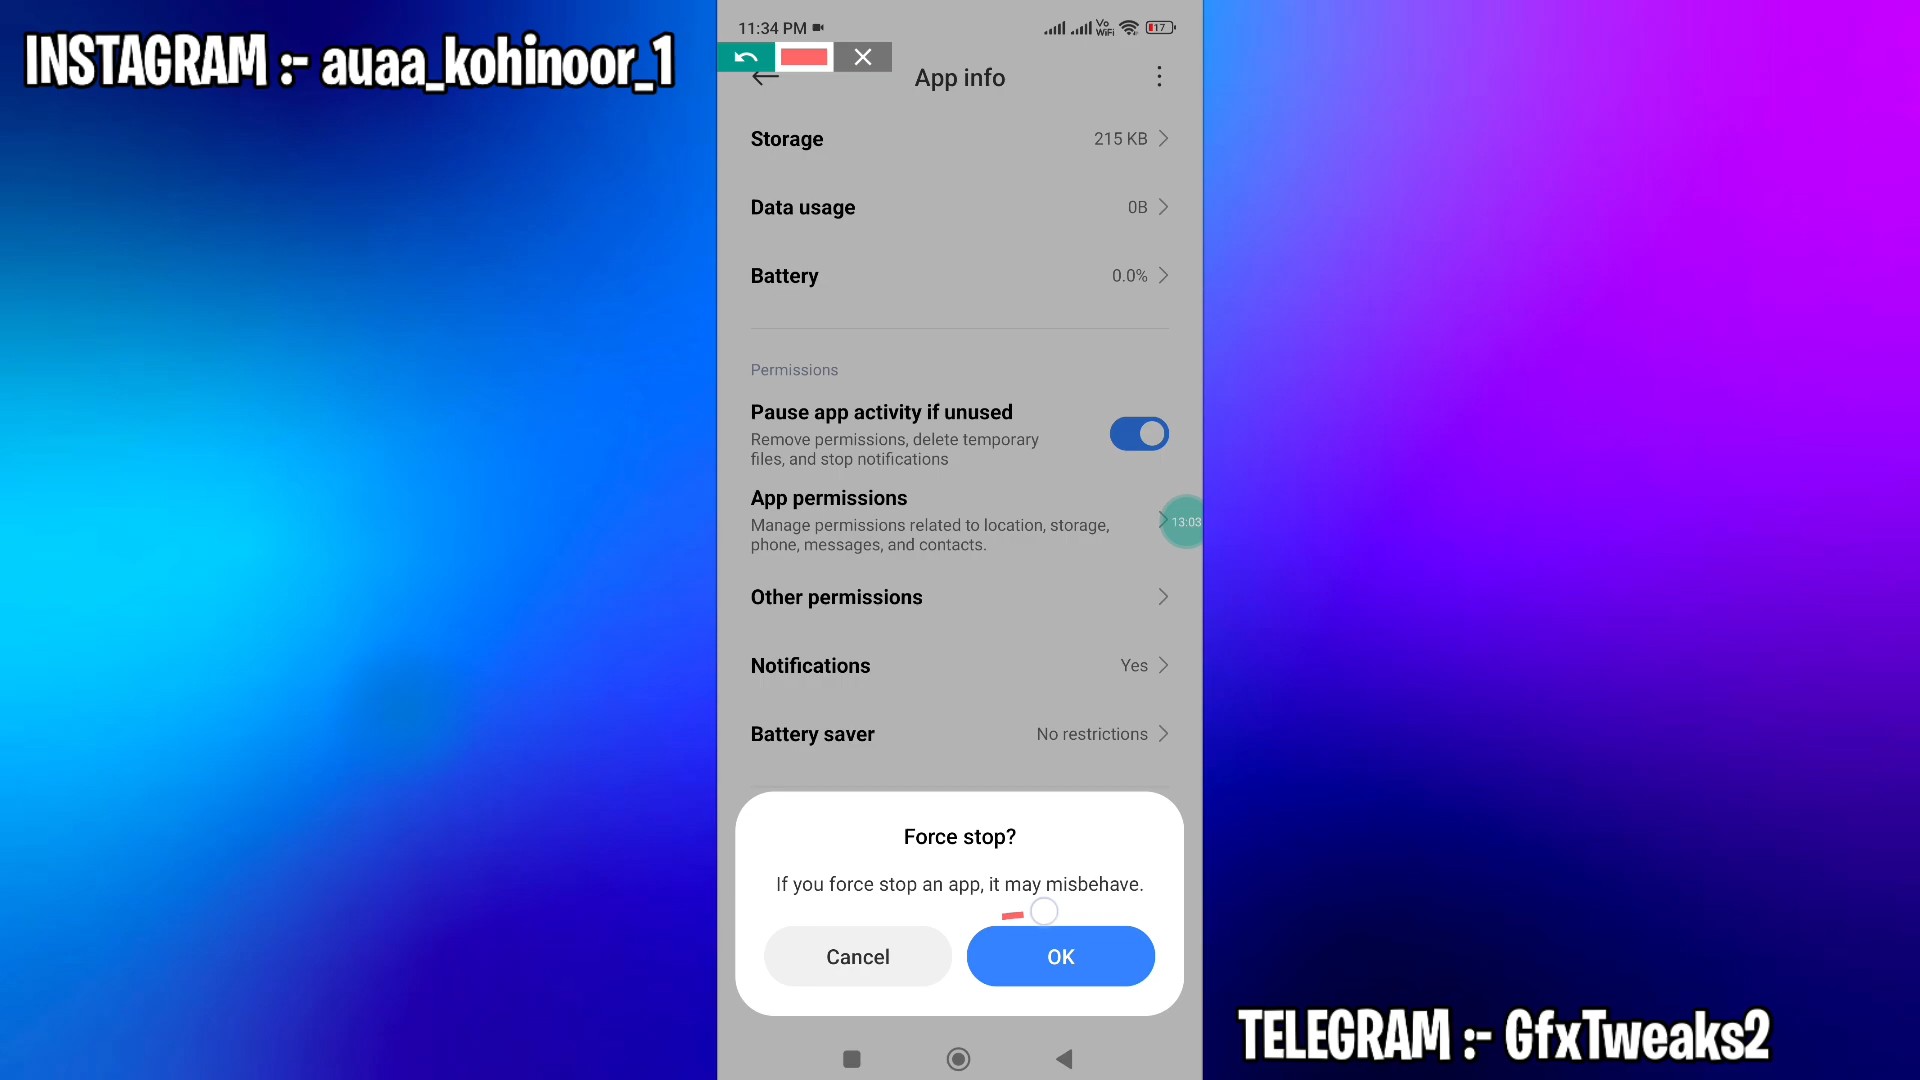 INSTAGRAM :- auaa_kohinoor_1
11:34 PM
Vo WiFi
17
App info
Storage 215 KB
Data usage 0B
Battery 0.0%
Permissions
Pause app activity if unused
Remove permissions, delete temporary
files, and stop notifications
App permissions
Manage permissions related to location, storage,
phone, messages, and contacts.
13:03
Other permissions
Notifications Yes
Battery saver No restrictions
Force stop?
If you force stop an app, it may misbehave.
Cancel OK
TELEGRAM :- GfxTweaks2